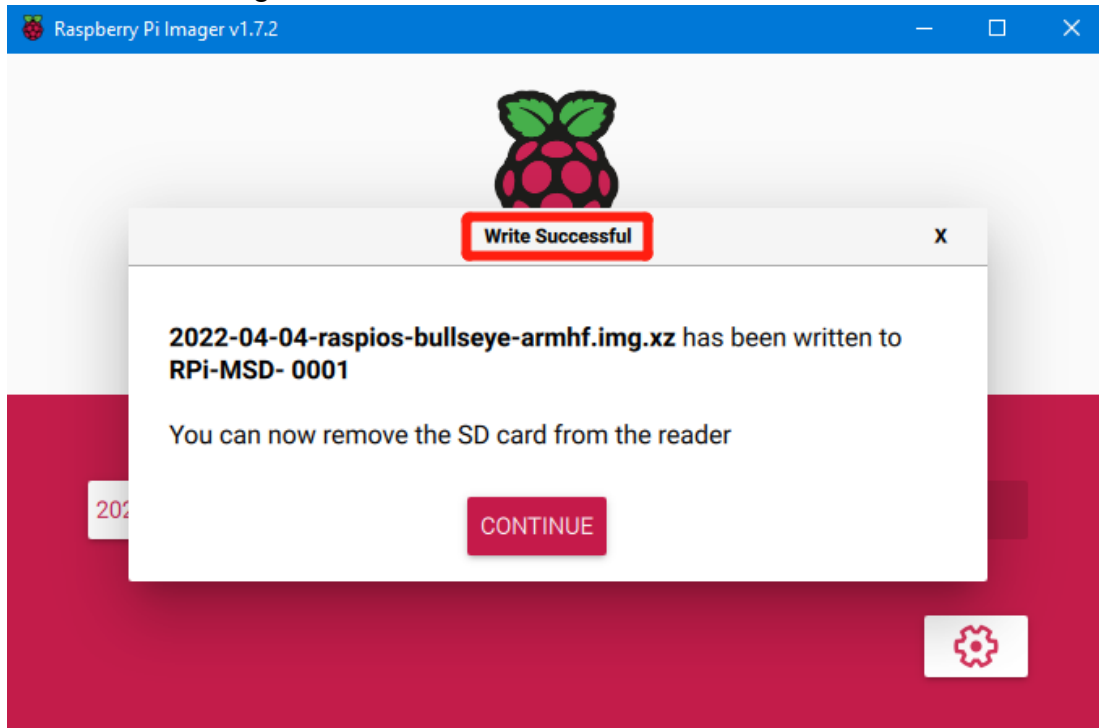 Raspberry Pi Imager v1.7.2
Write Successful
X
2022-04-04-raspios-bullseye-armhf.img.xz has been written to
RPi-MSD- 0001
You can now remove the SD card from the reader
202
CONTINUE